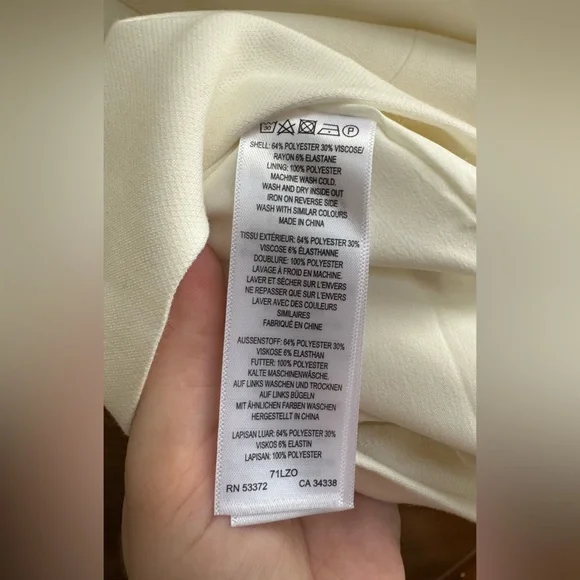 30 P
SHELL: 64% POLYESTER 30% VISCOSE/
RAYON 6% ELASTANE
LINING: 100% POLYESTER
MACHINE WASH COLD.
WASH AND DRY INSIDE OUT
IRON ON REVERSE SIDE
WASH WITH SIMILAR COLOURS
MADE IN CHINA
TISSU EXTÉRIEUR: 64% POLYESTER 30%
VISCOSE 6% ÉLASTHANNE
DOUBLURE: 100% POLYESTER
LAVAGE À FROID EN MACHINE.
LAVER ET SÉCHER SUR L'ENVERS
NE REPASSER QUE SUR L'ENVERS
LAVER AVEC DES COULEURS
SIMILAIRES
FABRIQUÉ EN CHINE
AUSSENSTOFF: 64% POLYESTER 30%
VISKOSE 6% ELASTHAN
FUTTER: 100% POLYESTER
KALTE MASCHINENWÄSCHE.
AUF LINKS WASCHEN UND TROCKNEN
AUF LINKS BÜGELN
MIT ÄHNLICHEN FARBEN WASCHEN
HERGESTELLT IN CHINA
LAPISAN LUAR: 64% POLYESTER 30%
VISKOS 6% ELASTIN
LAPISAN: 100% POLYESTER
71LZO
RN 53372 CA 34338